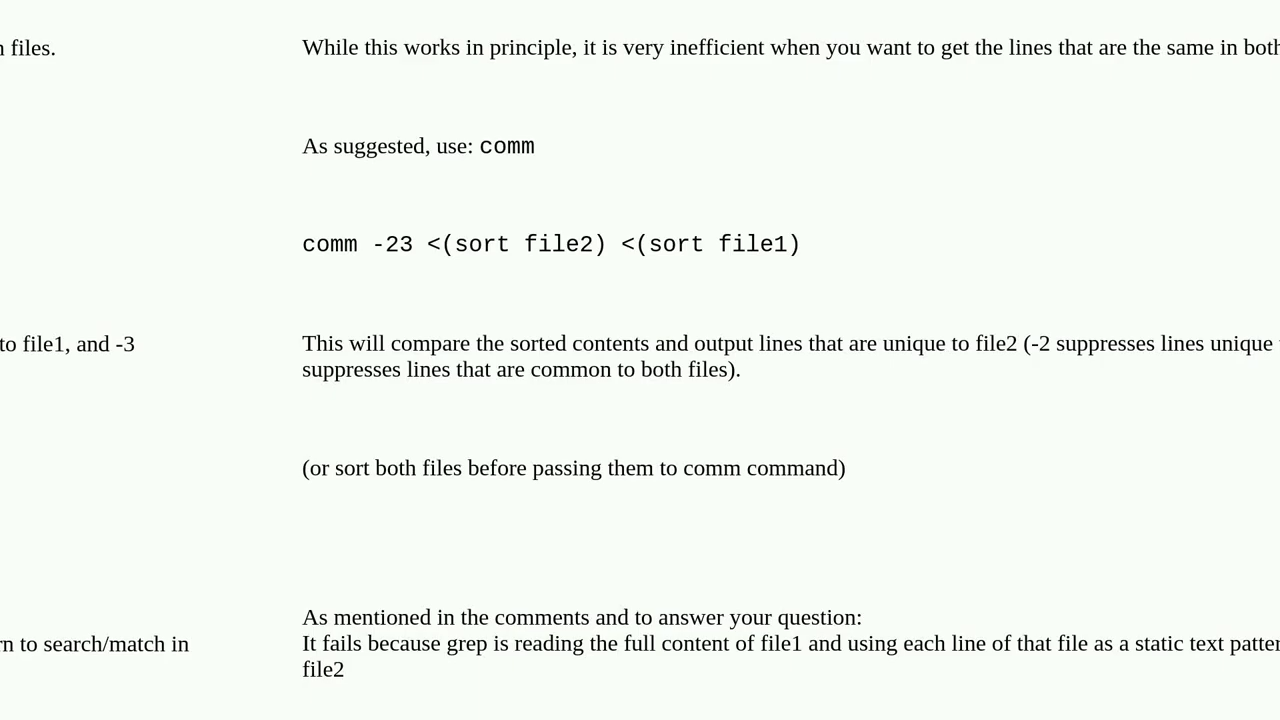 files.
While this works in principle, it is very inefficient when you want to get the lines that are the same in both
As suggested, use: comm
comm -23 <(sort file2) <(sort file1)
to file1, and -3
This will compare the sorted contents and output lines that are unique to file2 (-2 suppresses lines unique
suppresses lines that are common to both files).
(or sort both files before passing them to comm command)
As mentioned in the comments and to answer your question:
rn to search/match in
It fails because grep is reading the full content of file1 and using each line of that file as a static text patter
file2